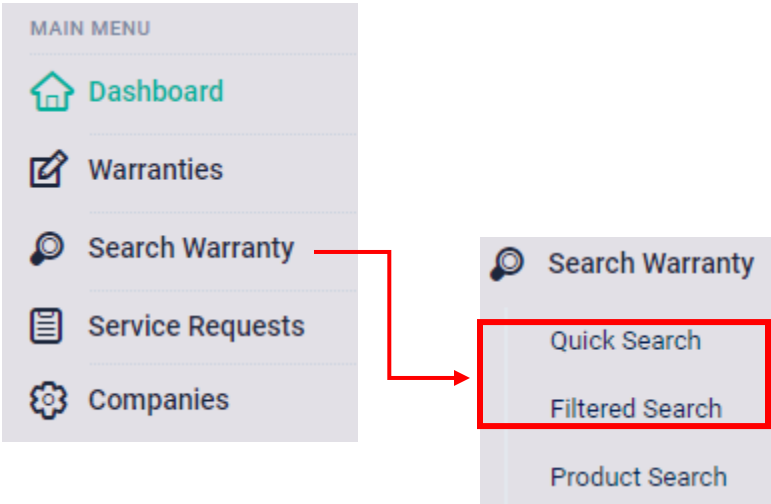 MAIN MENU
Dashboard
Warranties
Search Warranty
Service Requests
Companies
Search Warranty
Quick Search
Filtered Search
Product Search